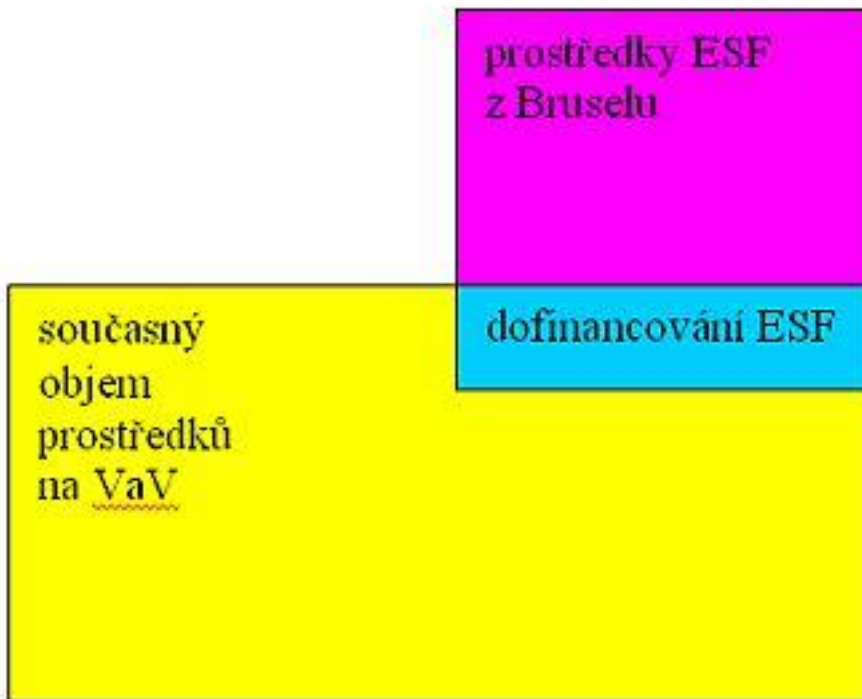 prostředky ESF
z Bruselu
dofinancování ESF
současný
objem
prostředků
na VaV